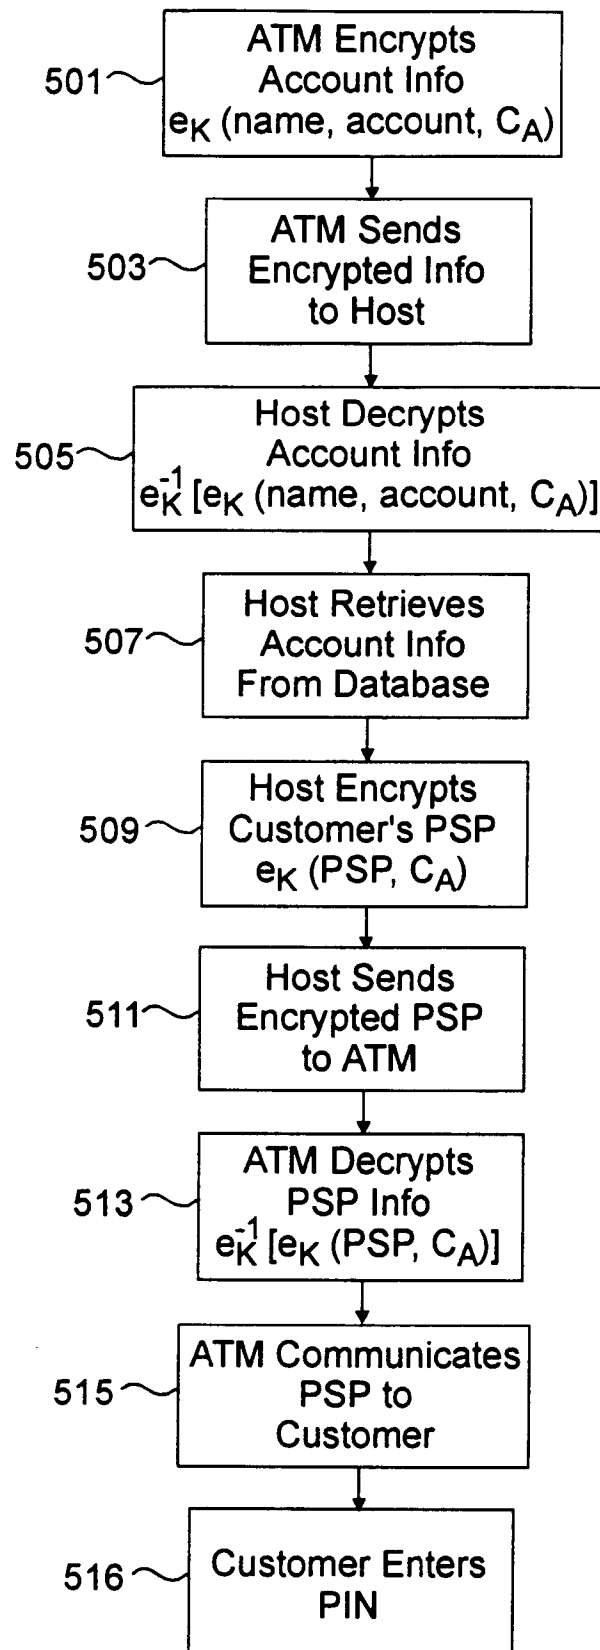 501
ATM Encrypts
Account Info
eK (name, account, CA)
503
ATM Sends
Encrypted Info
to Host
505
Host Decrypts
Account Info
eK-1 [eK (name, account, CA)]
507
Host Retrieves
Account Info
From Database
509
Host Encrypts
Customer's PSP
eK (PSP, CA)
511
Host Sends
Encrypted PSP
to ATM
513
ATM Decrypts
PSP Info
eK-1 [eK (PSP, CA)]
515
ATM Communicates
PSP to
Customer
516
Customer Enters
PIN